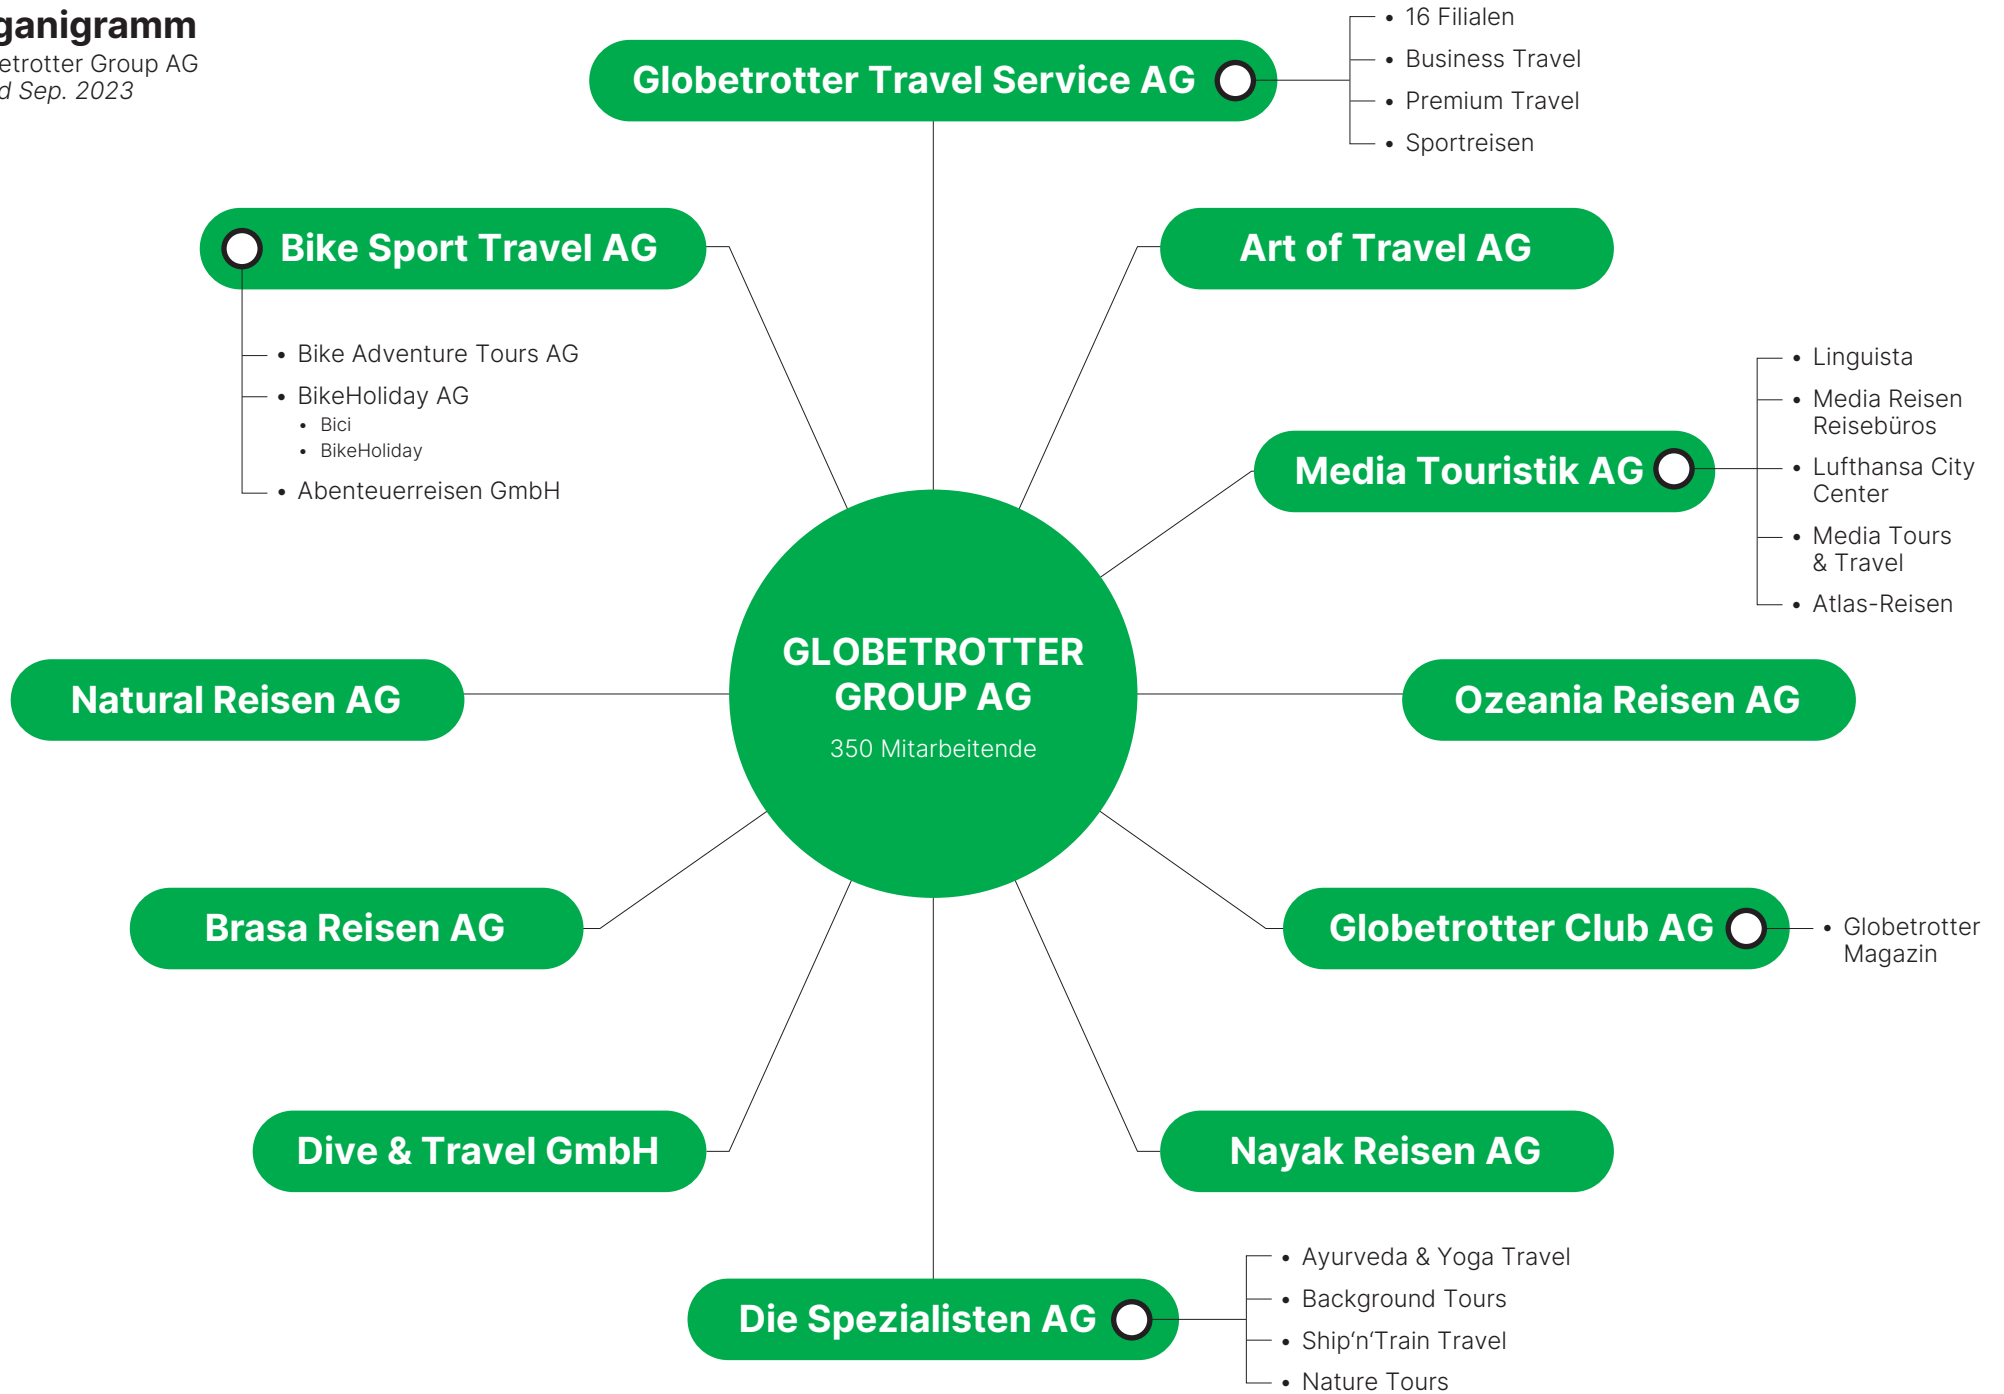 ganigramm
etrotter Group AG
d Sep. 2023
Globetrotter Travel Service AG
• 16 Filialen
• Business Travel
• Premium Travel
• Sportreisen
Bike Sport Travel AG
• Bike Adventure Tours AG
• BikeHoliday AG
• Bici
• BikeHoliday
• Abenteuerreisen GmbH
Art of Travel AG
Media Touristik AG
• Linguista
• Media Reisen
Reisebüros
• Lufthansa City
Center
• Media Tours
& Travel
• Atlas-Reisen
GLOBETROTTER
GROUP AG
350 Mitarbeitende
Natural Reisen AG
Ozeania Reisen AG
Brasa Reisen AG
Globetrotter Club AG
• Globetrotter
Magazin
Dive & Travel GmbH
Nayak Reisen AG
Die Spezialisten AG
• Ayurveda & Yoga Travel
• Background Tours
• Ship‘n‘Train Travel
• Nature Tours